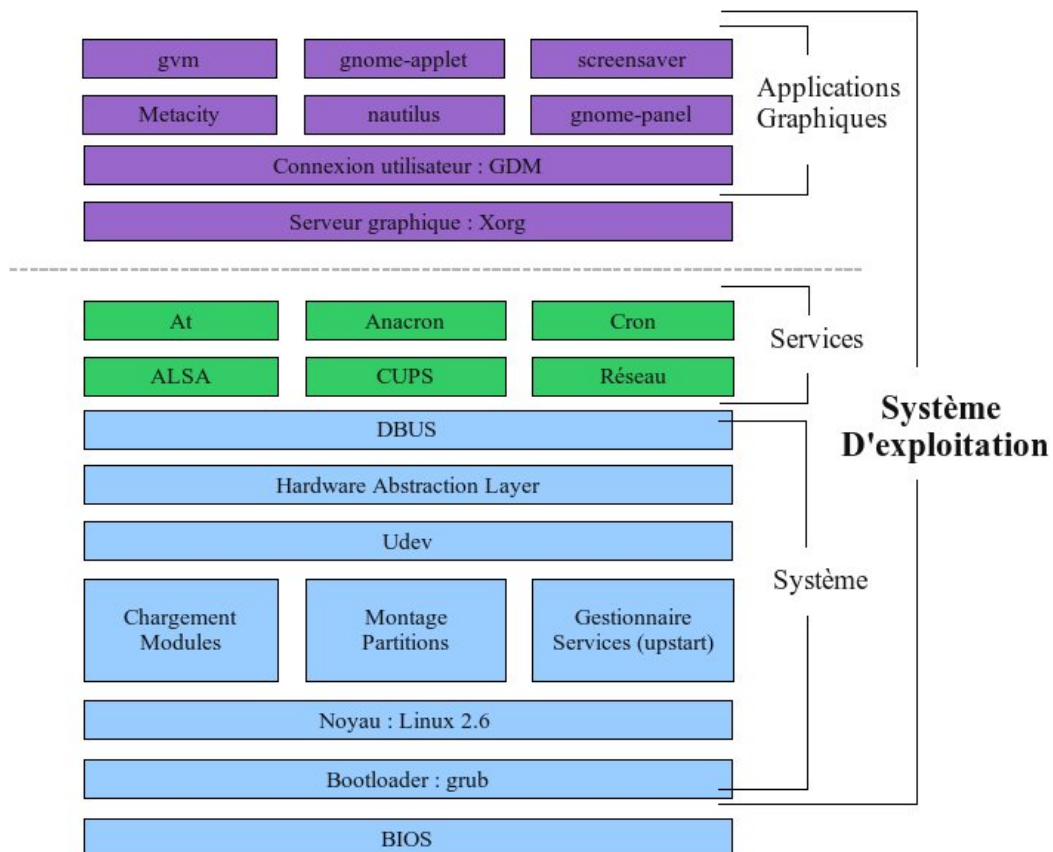 gvm
gnome-applet
screensaver
Applications
Graphiques
Metacity
nautilus
gnome-panel
Connexion utilisateur : GDM
Serveur graphique : Xorg
At
Anacron
Cron
Services
ALSA
CUPS
Réseau
Système
D'exploitation
DBUS
Hardware Abstraction Layer
Udev
Système
Chargement
Modules
Montage
Partitions
Gestionnaire
Services (upstart)
Noyau : Linux 2.6
Bootloader : grub
BIOS